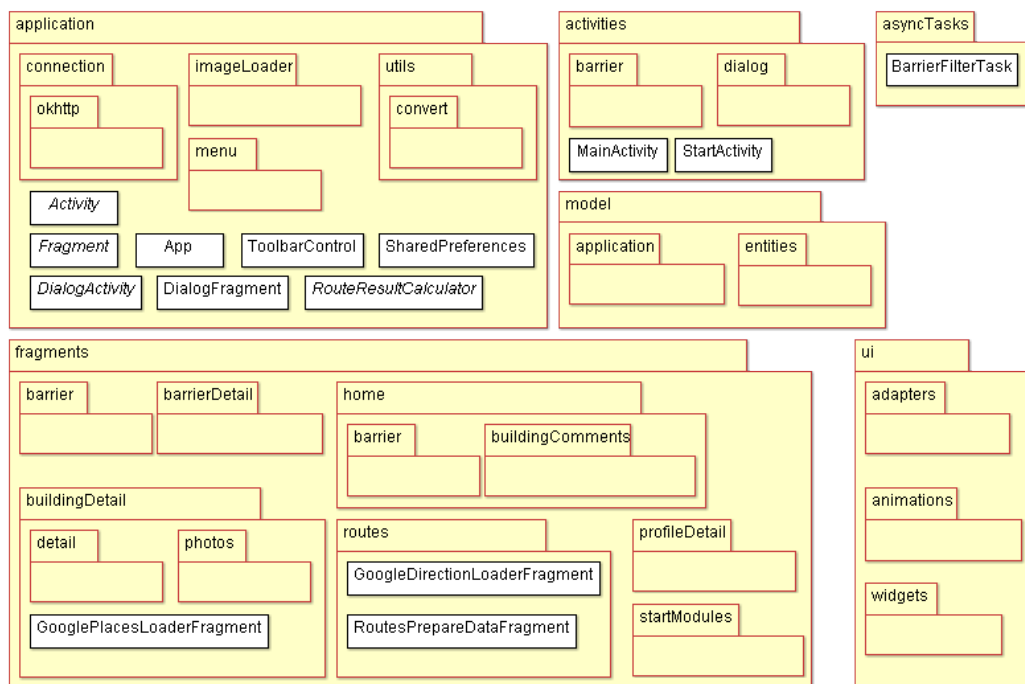 application
connection
okhttp
imageLoader
menu
utils
convert
Activity
Fragment
App
ToolbarControl
SharedPreferences
DialogActivity
DialogFragment
RouteResultCalculator
activities
barrier
dialog
MainActivity
StartActivity
asyncTasks
BarrierFilterTask
model
application
entities
fragments
barrier
barrierDetail
home
barrier
buildingComments
buildingDetail
detail
photos
GooglePlacesLoaderFragment
routes
GoogleDirectionLoaderFragment
RoutesPrepareDataFragment
profileDetail
startModules
ui
adapters
animations
widgets